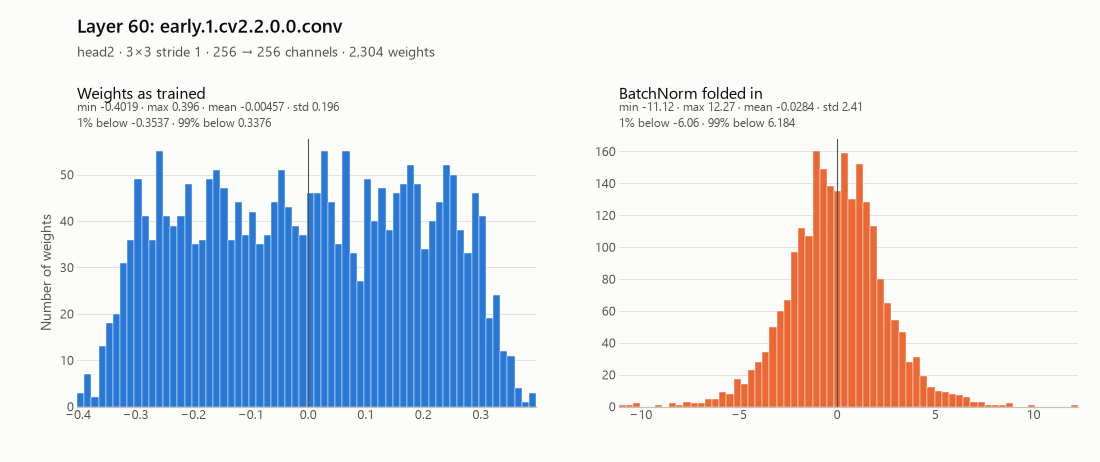 Layer 60: early.1.cv2.2.0.0.conv
head2 · 3×3 stride 1 · 256 → 256 channels · 2,304 weights
Weights as trained
min -0.4019 · max 0.396 · mean -0.00457 · std 0.196
1% below -0.3537 · 99% below 0.3376
Number of weights
50
40
30
20
10
0
−0.4 −0.3 −0.2 −0.1 0.0 0.1 0.2 0.3
BatchNorm folded in
min -11.12 · max 12.27 · mean -0.0284 · std 2.41
1% below -6.06 · 99% below 6.184
160
140
120
100
80
60
40
20
0
−10 −5 0 5 10